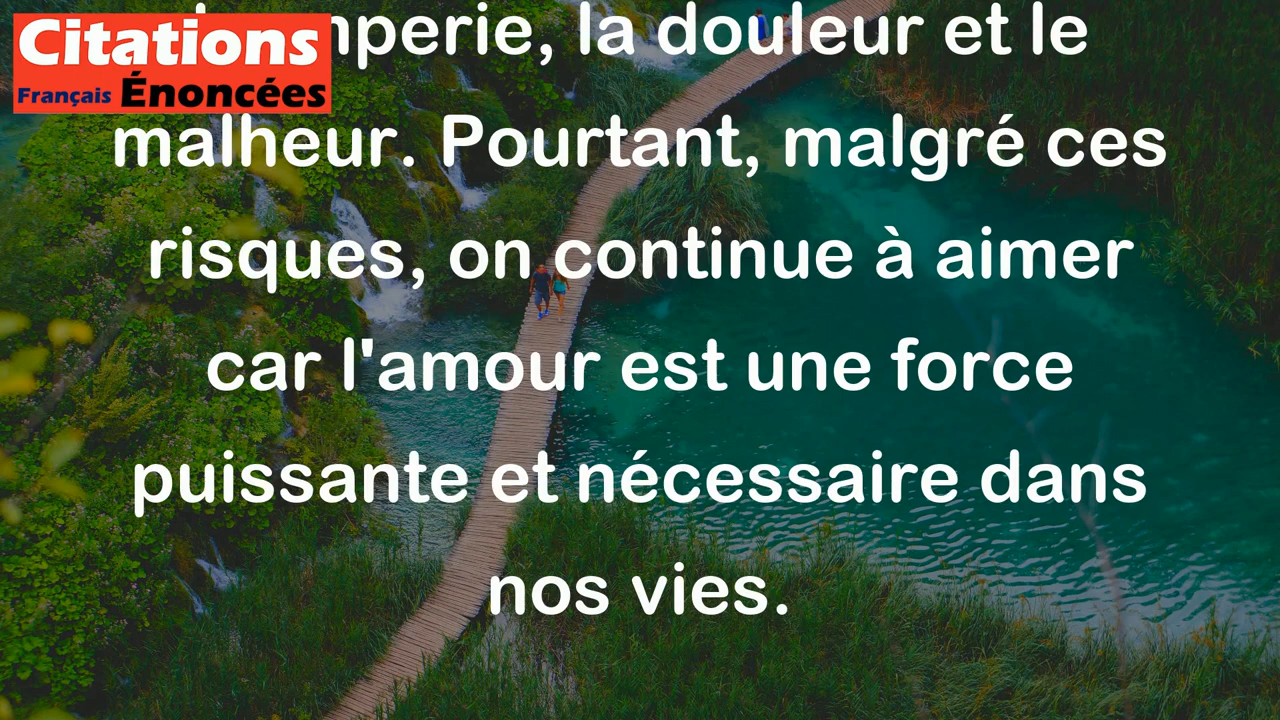 Citations
Français Énoncées
la douleur et le
malheur. Pourtant, malgré ces
risques, on continue à aimer
car l'amour est une force
puissante et nécessaire dans
nos vies.